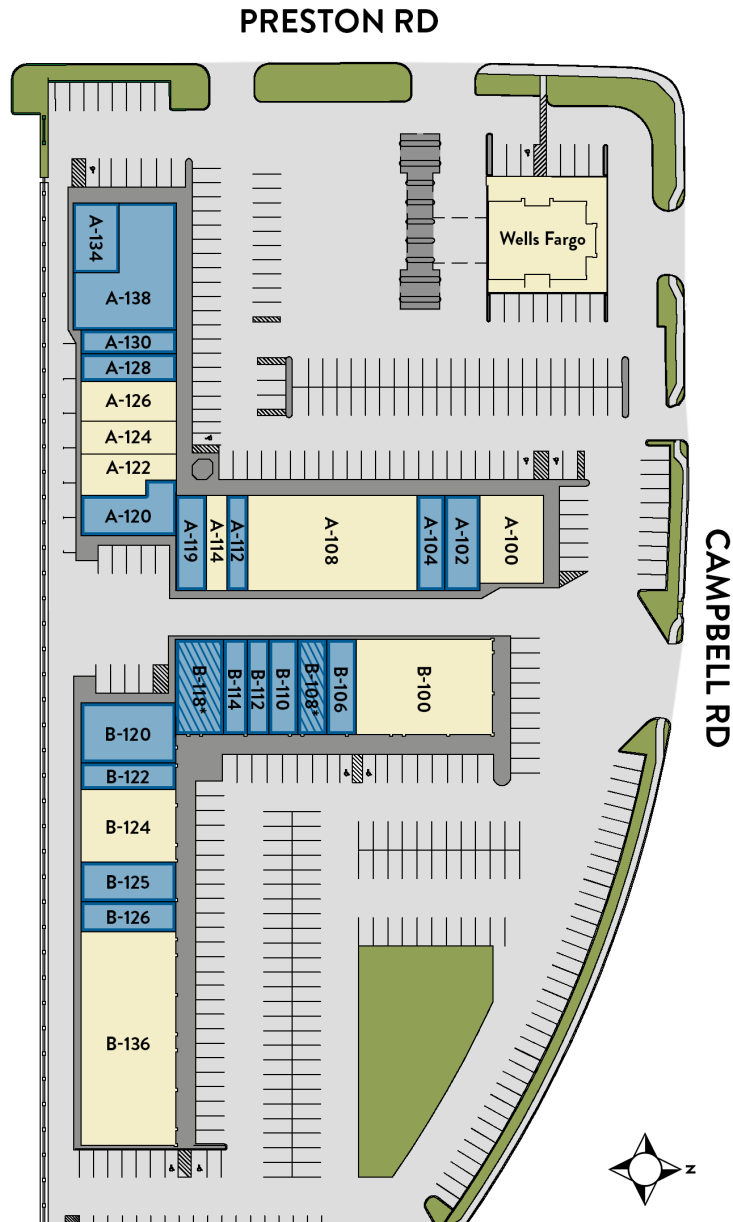 PRESTON RD
Wells Fargo
A-134
A-138
A-130
A-128
A-126
A-124
A-122
A-120
A-119
A-114
A-112
A-108
A-104
A-102
A-100
CAMPBELL RD
B-118*
B-114
B-112
B-110
B-108*
B-106
B-100
B-120
B-122
B-124
B-125
B-126
B-136
N